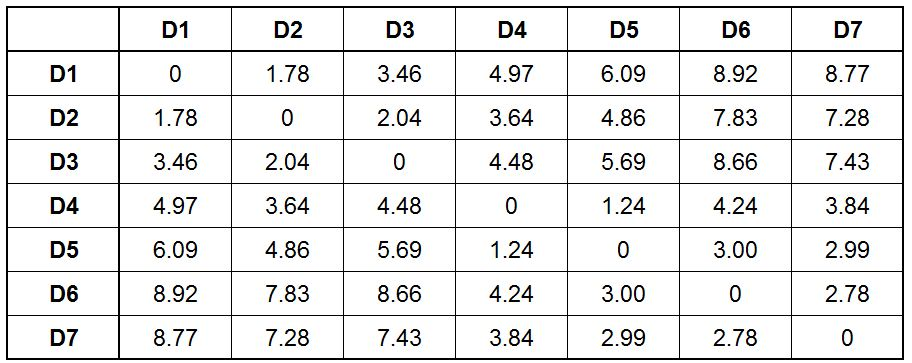 D1 D2 D3 D4 D5 D6 D7
D1 0 1.78 3.46 4.97 6.09 8.92 8.77
D2 1.78 0 2.04 3.64 4.86 7.83 7.28
D3 3.46 2.04 0 4.48 5.69 8.66 7.43
D4 4.97 3.64 4.48 0 1.24 4.24 3.84
D5 6.09 4.86 5.69 1.24 0 3.00 2.99
D6 8.92 7.83 8.66 4.24 3.00 0 2.78
D7 8.77 7.28 7.43 3.84 2.99 2.78 0